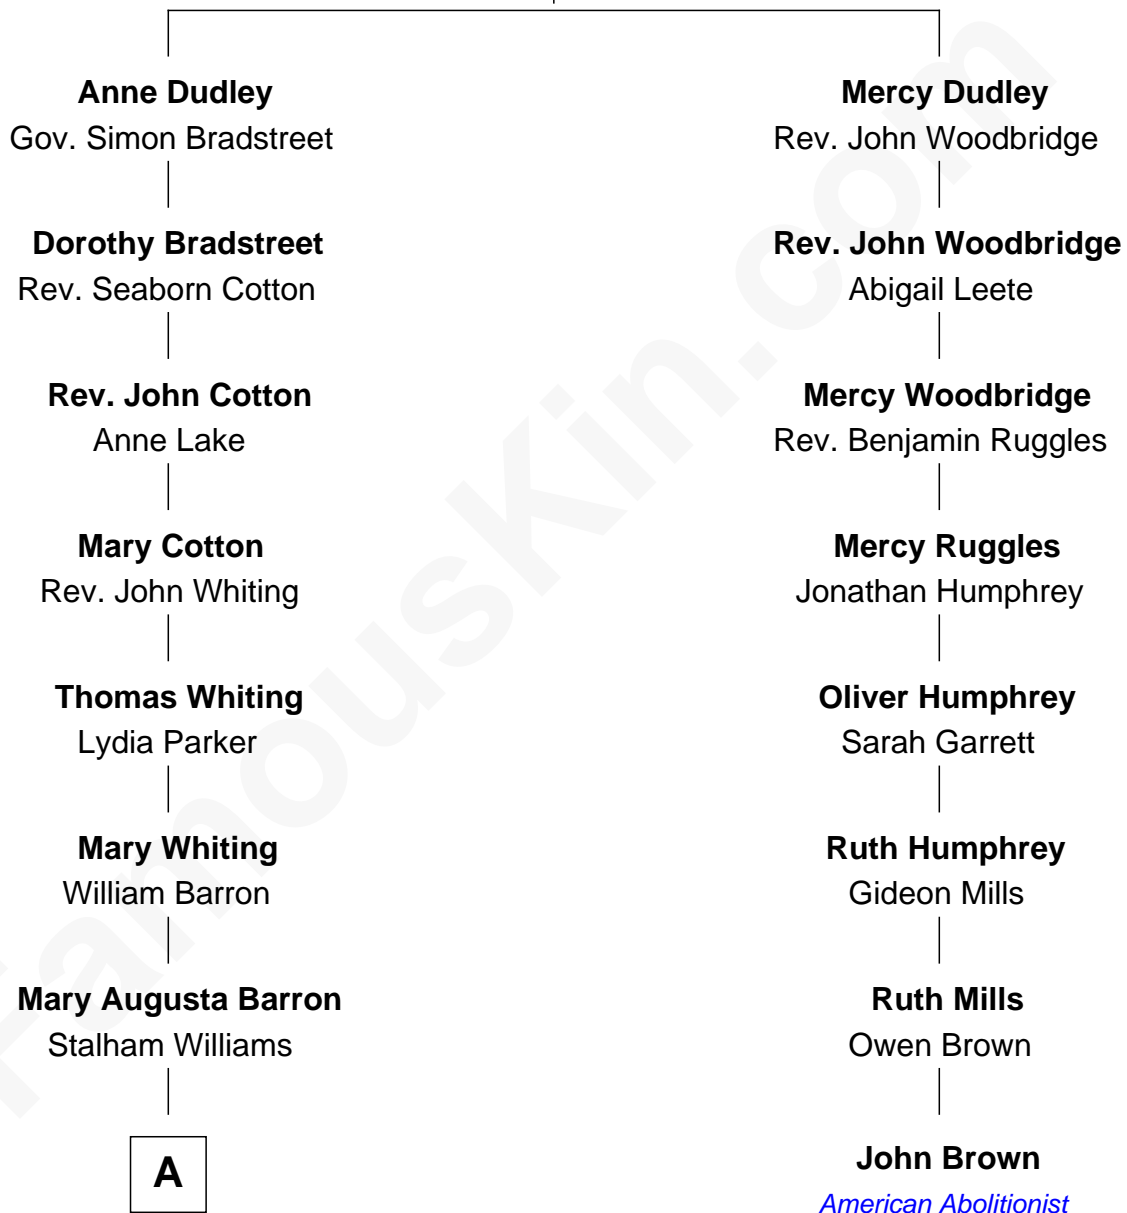 Anne Dudley
Gov. Simon Bradstreet
Mercy Dudley
Rev. John Woodbridge
Dorothy Bradstreet
Rev. Seaborn Cotton
Rev. John Woodbridge
Abigail Leete
Rev. John Cotton
Anne Lake
Mercy Woodbridge
Rev. Benjamin Ruggles
Mary Cotton
Rev. John Whiting
Mercy Ruggles
Jonathan Humphrey
Thomas Whiting
Lydia Parker
Oliver Humphrey
Sarah Garrett
Mary Whiting
William Barron
Ruth Humphrey
Gideon Mills
Mary Augusta Barron
Stalham Williams
Ruth Mills
Owen Brown
A
John Brown
American Abolitionist
FamousKin.com